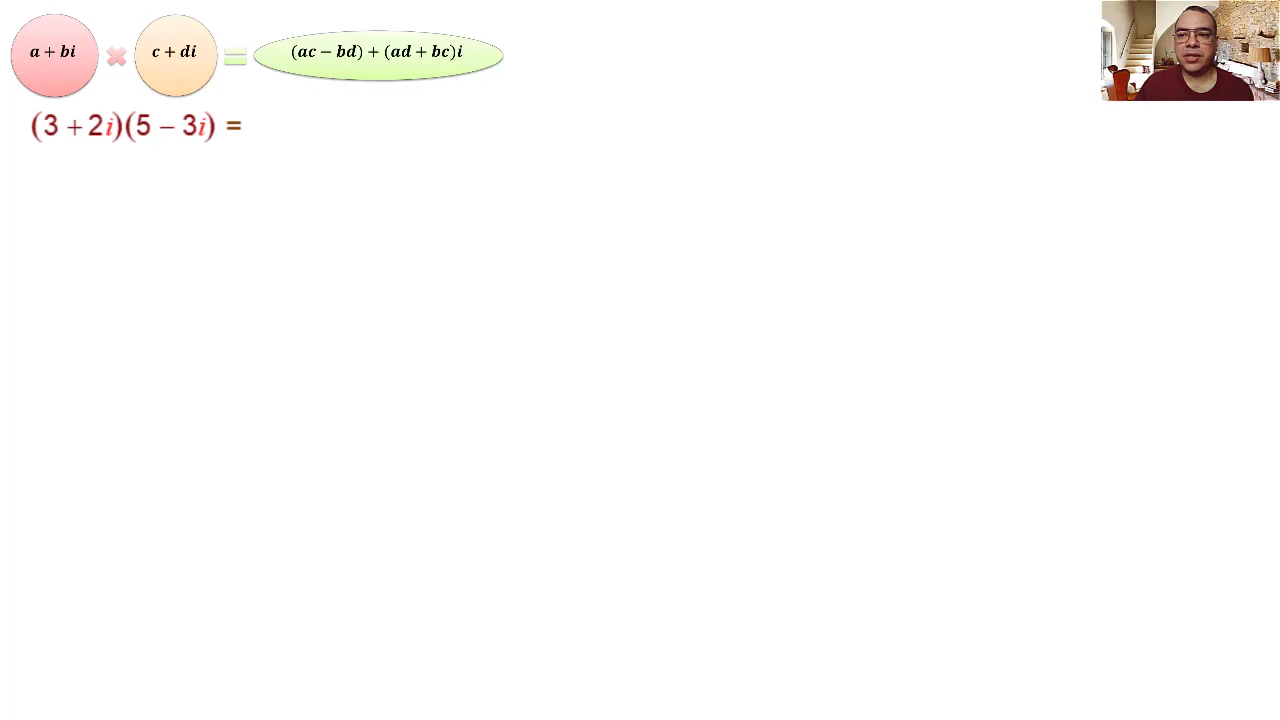 a + bi × c + di = (ac − bd) + (ad + bc)i
(3 + 2i)(5 − 3i) =